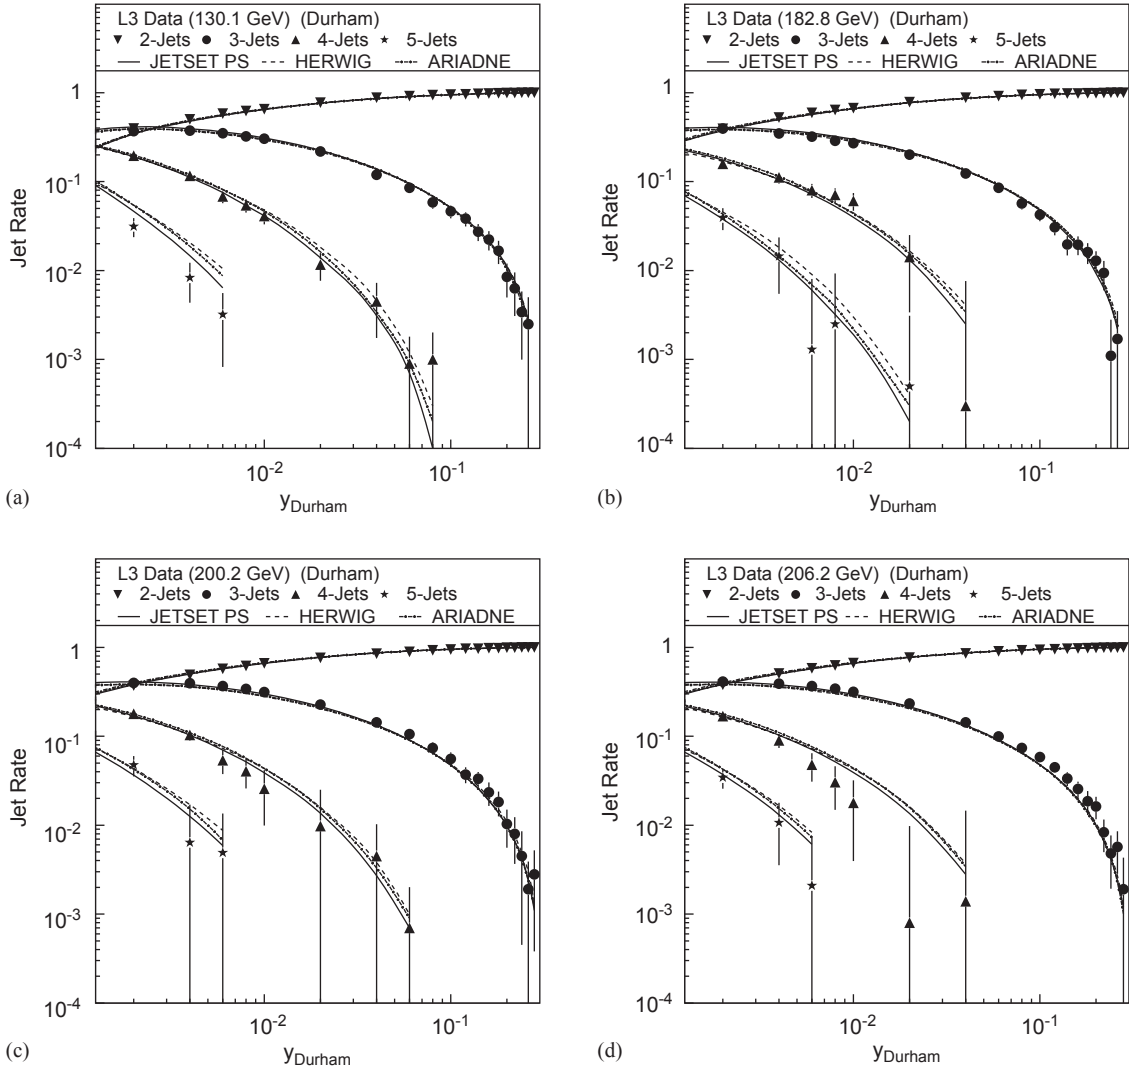 L3 Data (130.1 GeV) (Durham)
2-Jets 3-Jets 4-Jets 5-Jets
JETSET PS HERWIG ARIADNE
1
10-1
10-2
10-3
10-4
Jet Rate
10-2 10-1
yDurham
(a)
L3 Data (182.8 GeV) (Durham)
2-Jets 3-Jets 4-Jets 5-Jets
JETSET PS HERWIG ARIADNE
1
10-1
10-2
10-3
10-4
Jet Rate
10-2 10-1
yDurham
(b)
L3 Data (200.2 GeV) (Durham)
2-Jets 3-Jets 4-Jets 5-Jets
JETSET PS HERWIG ARIADNE
1
10-1
10-2
10-3
10-4
Jet Rate
10-2 10-1
yDurham
(c)
L3 Data (206.2 GeV) (Durham)
2-Jets 3-Jets 4-Jets 5-Jets
JETSET PS HERWIG ARIADNE
1
10-1
10-2
10-3
10-4
Jet Rate
10-2 10-1
yDurham
(d)